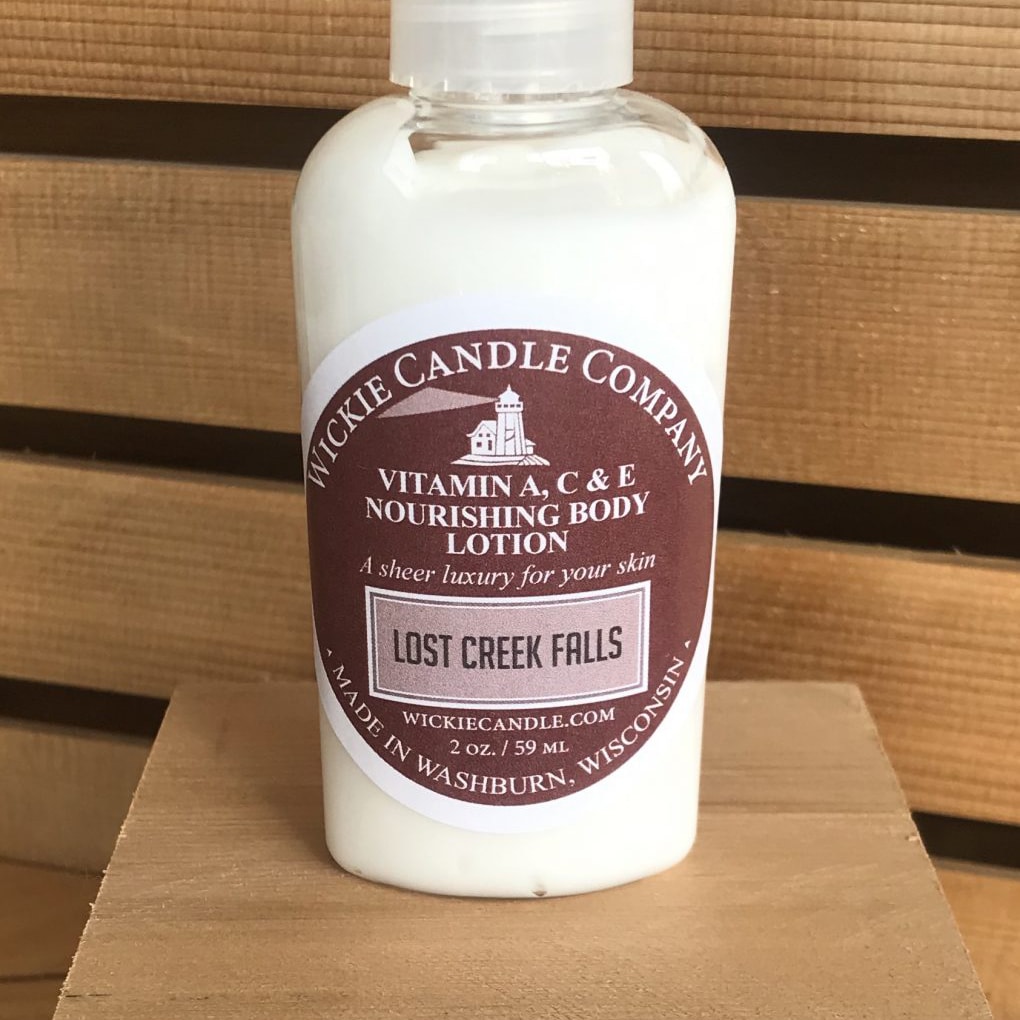 WICKIE CANDLE COMPANY
VITAMIN A, C & E
NOURISHING BODY
LOTION
A sheer luxury for your skin
LOST CREEK FALLS
WICKIECANDLE.COM
2 oz. / 59 ML
MADE IN WASHBURN, WISCONSIN